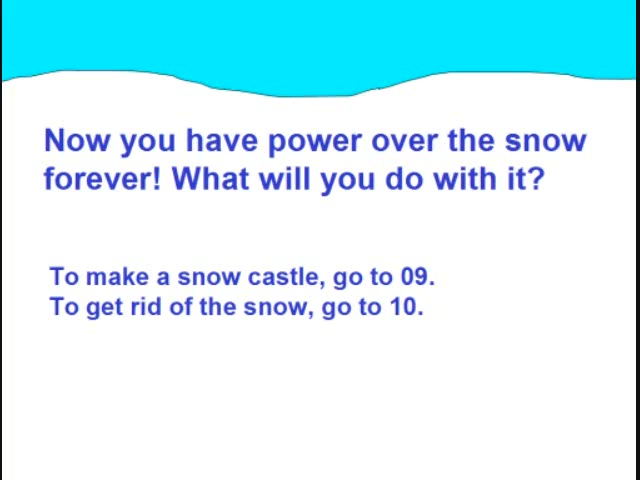 Now you have power over the snow
forever! What will you do with it?
To make a snow castle, go to 09.
To get rid of the snow, go to 10.